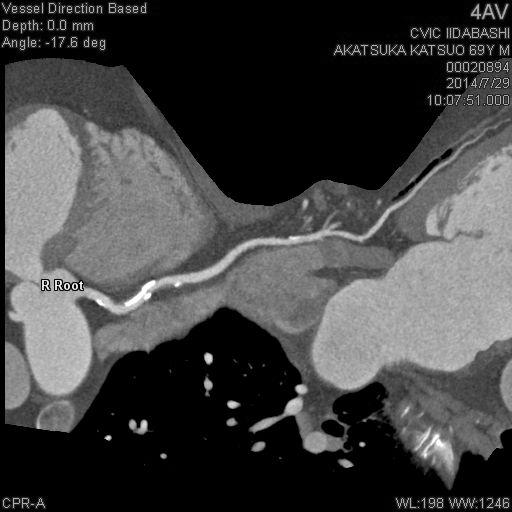 Vessel Direction Based
Depth: 0.0 mm
Angle: -17.6 deg
4AV
CVIC IIDABASHI
AKATSUKA KATSUO 69Y M
00020894
2014/7/29
10:07:51.000
R Root
CPR-A
WL:198 WW:1246